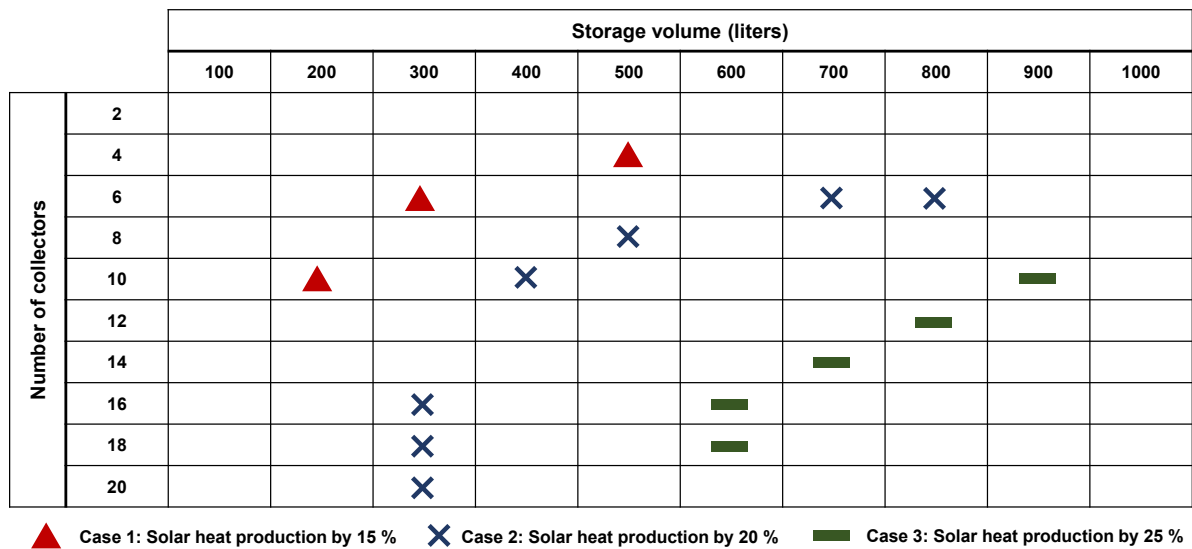 Storage volume (liters)
100 200 300 400 500 600 700 800 900 1000
Number of collectors
2
4
6
8
10
12
14
16
18
20
Case 1: Solar heat production by 15 % Case 2: Solar heat production by 20 % Case 3: Solar heat production by 25 %